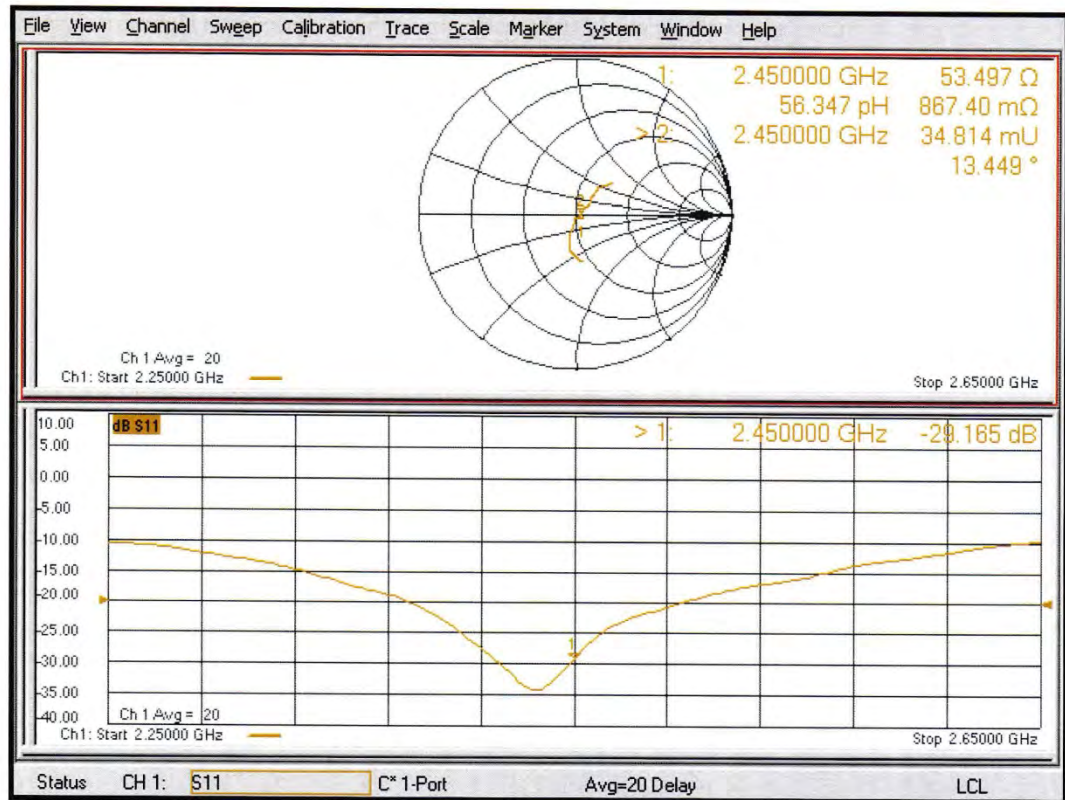 File View Channel Sweep Calibration Trace Scale Marker System Window Help
1: 2.450000 GHz 53.497 Ω
56.347 pH 867.40 mΩ
> 2: 2.450000 GHz 34.814 mU
13.449 °
Ch 1 Avg = 20
Ch1: Start 2.25000 GHz
Stop 2.65000 GHz
10.00
dB S11
> 1: 2.450000 GHz -29.165 dB
5.00
0.00
-5.00
-10.00
-15.00
-20.00
-25.00
1
-30.00
-35.00
-40.00
Ch 1 Avg = 20
Ch1: Start 2.25000 GHz
Stop 2.65000 GHz
Status CH 1: S11 C* 1-Port Avg=20 Delay LCL